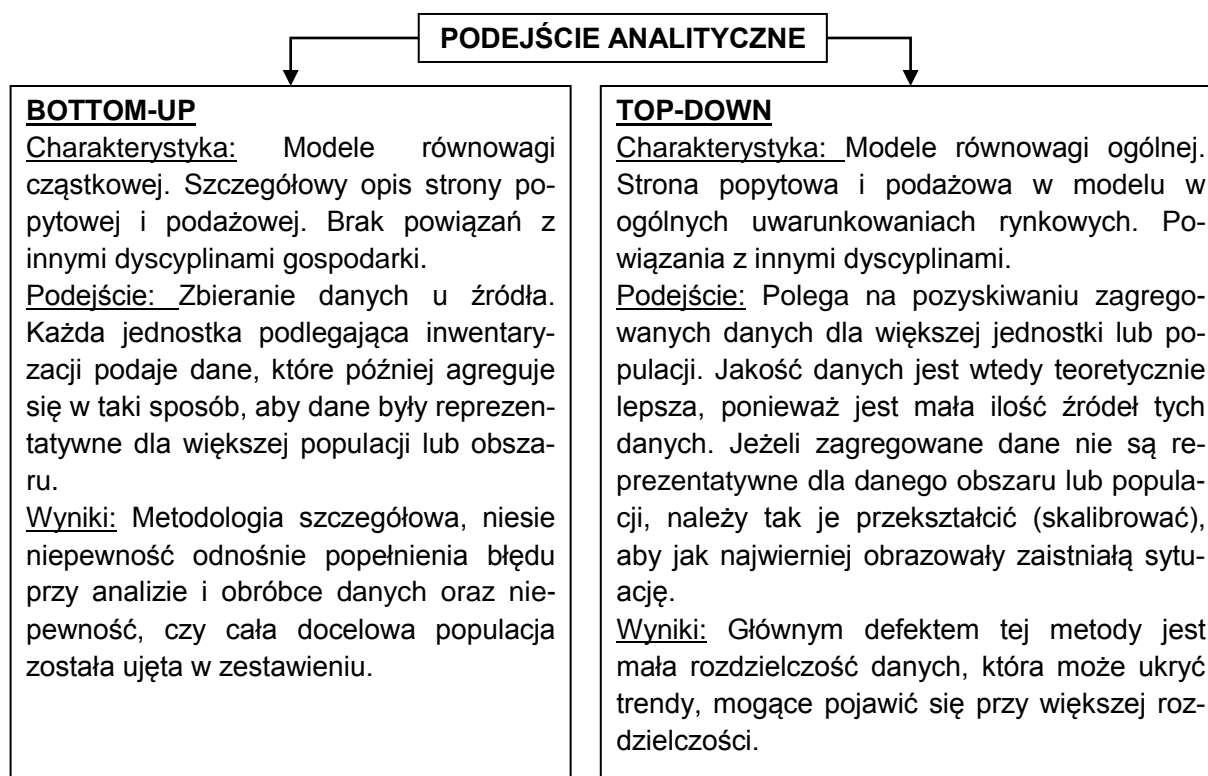 PODEJŚCIE ANALITYCZNE
BOTTOM-UP
Charakterystyka: Modele równowagi
cząstkowej. Szczegółowy opis strony po-
pytowej i podażowej. Brak powiązań z
innymi dyscyplinami gospodarki.
Podejście: Zbieranie danych u źródła.
Każda jednostka podlegająca inwentary-
zacji podaje dane, które później agreguje
się w taki sposób, aby dane były reprezen-
tatywne dla większej populacji lub obsza-
ru.
Wyniki: Metodologia szczegółowa, niesie
niepewność odnośnie popełnienia błędu
przy analizie i obróbce danych oraz nie-
pewność, czy cała docelowa populacja
została ujęta w zestawieniu.
TOP-DOWN
Charakterystyka: Modele równowagi ogólnej.
Strona popytowa i podażowa w modelu w
ogólnych uwarunkowaniach rynkowych. Po-
wiązania z innymi dyscyplinami.
Podejście: Polega na pozyskiwaniu zagrego-
wanych danych dla większej jednostki lub po-
pulacji. Jakość danych jest wtedy teoretycznie
lepsza, ponieważ jest mała ilość źródeł tych
danych. Jeżeli zagregowane dane nie są re-
prezentatywne dla danego obszaru lub popula-
cji, należy tak je przekształcić (skalibrować),
aby jak najwierniej obrazowały zaistniałą sytu-
ację.
Wyniki: Głównym defektem tej metody jest
mała rozdzielczość danych, która może ukryć
trendy, mogące pojawić się przy większej roz-
dzielczości.